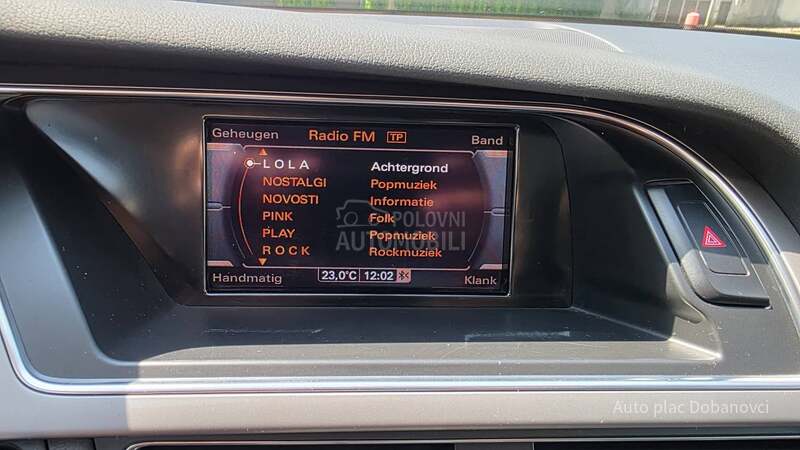 Geheugen Radio FM TP Band
LOLA Achtergrond
NOSTALGI Popmuziek
NOVOSTI Informatie
PINK Folk
PLAY Popmuziek
ROCK Rockmuziek
Handmatig 23,0°C 12:02 Klank
POLOVNI
AUTOMOBILI
Auto plac Dobanovci